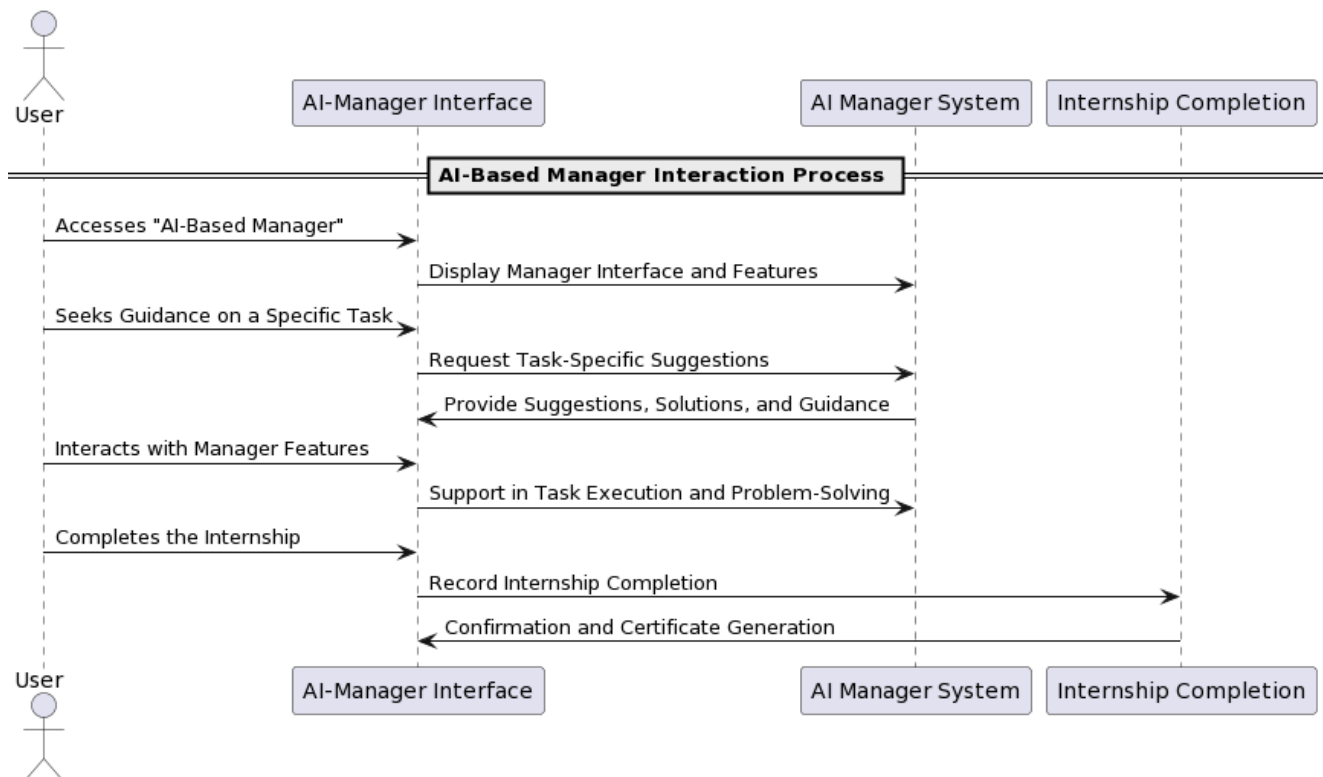 User
AI-Manager Interface
AI Manager System
Internship Completion
AI-Based Manager Interaction Process
Accesses "AI-Based Manager"
Display Manager Interface and Features
Seeks Guidance on a Specific Task
Request Task-Specific Suggestions
Provide Suggestions, Solutions, and Guidance
Interacts with Manager Features
Support in Task Execution and Problem-Solving
Completes the Internship
Record Internship Completion
Confirmation and Certificate Generation
User
AI-Manager Interface
AI Manager System
Internship Completion